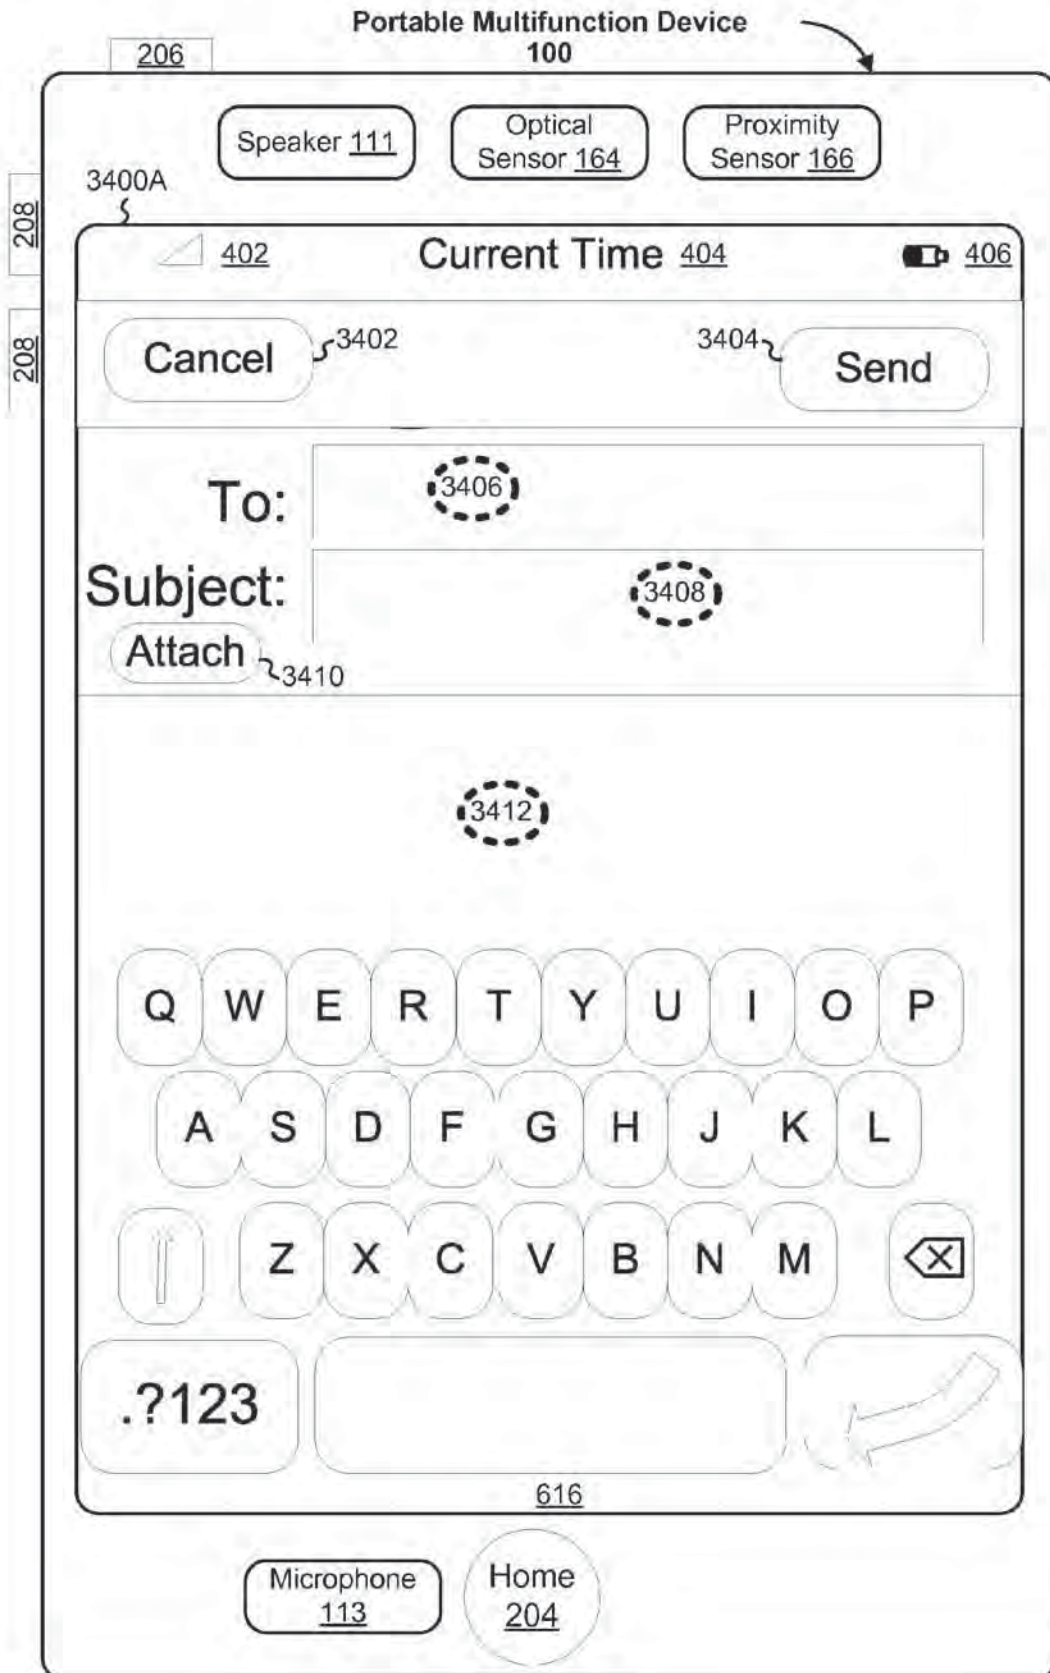 Portable Multifunction Device
100
206
Speaker 111
Optical
Sensor 164
Proximity
Sensor 166
3400A
208
208
402
Current Time 404
406
Cancel
3402
3404
Send
To:
3406
Subject:
3408
Attach
3410
3412
Q W E R T Y U I O P
A S D F G H J K L
Z X C V B N M
.?123
616
Microphone
113
Home
204